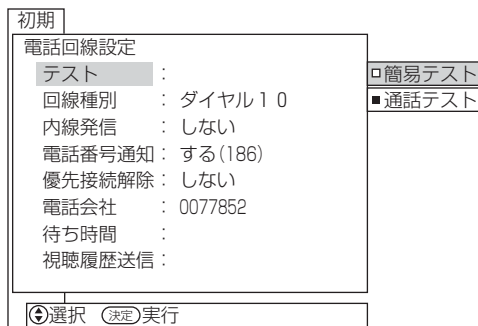 初期
電話回線設定
テスト :
□簡易テスト
回線種別 : ダイヤル10
■通話テスト
内線発信 : しない
電話番号通知: する(186)
優先接続解除: しない
電話会社 : 0077852
待ち時間 :
視聴履歴送信:
選択 決定実行